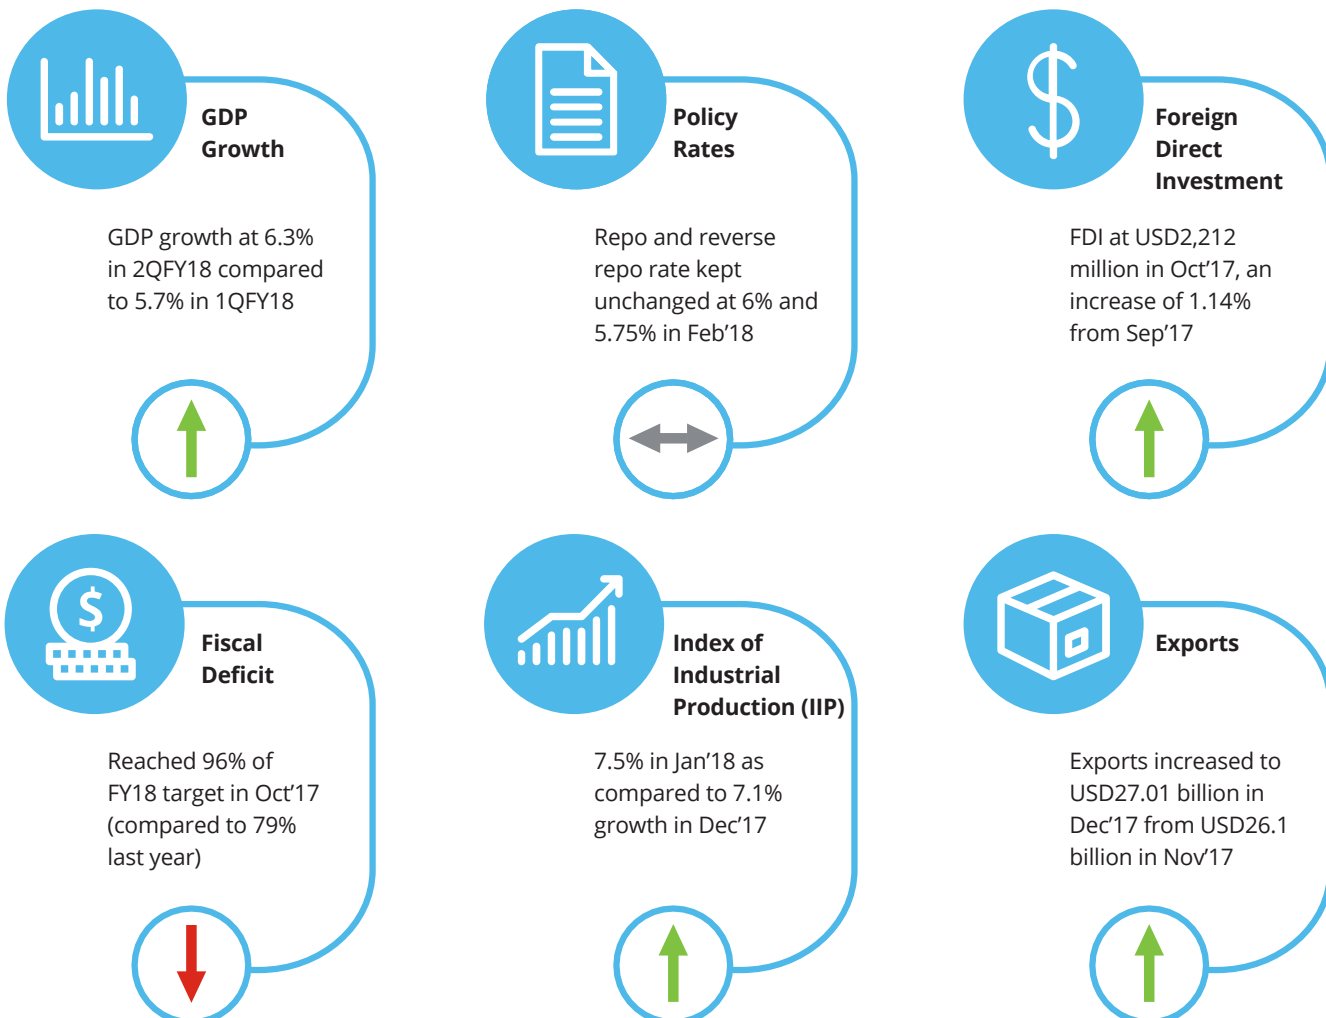 GDP
Growth
GDP growth at 6.3%
in 2QFY18 compared
to 5.7% in 1QFY18
Policy
Rates
Repo and reverse
repo rate kept
unchanged at 6% and
5.75% in Feb’18
$
Foreign
Direct
Investment
FDI at USD2,212
million in Oct’17, an
increase of 1.14%
from Sep’17
$
Fiscal
Deficit
Reached 96% of
FY18 target in Oct’17
(compared to 79%
last year)
Index of
Industrial
Production (IIP)
7.5% in Jan’18 as
compared to 7.1%
growth in Dec’17
Exports
Exports increased to
USD27.01 billion in
Dec’17 from USD26.1
billion in Nov’17